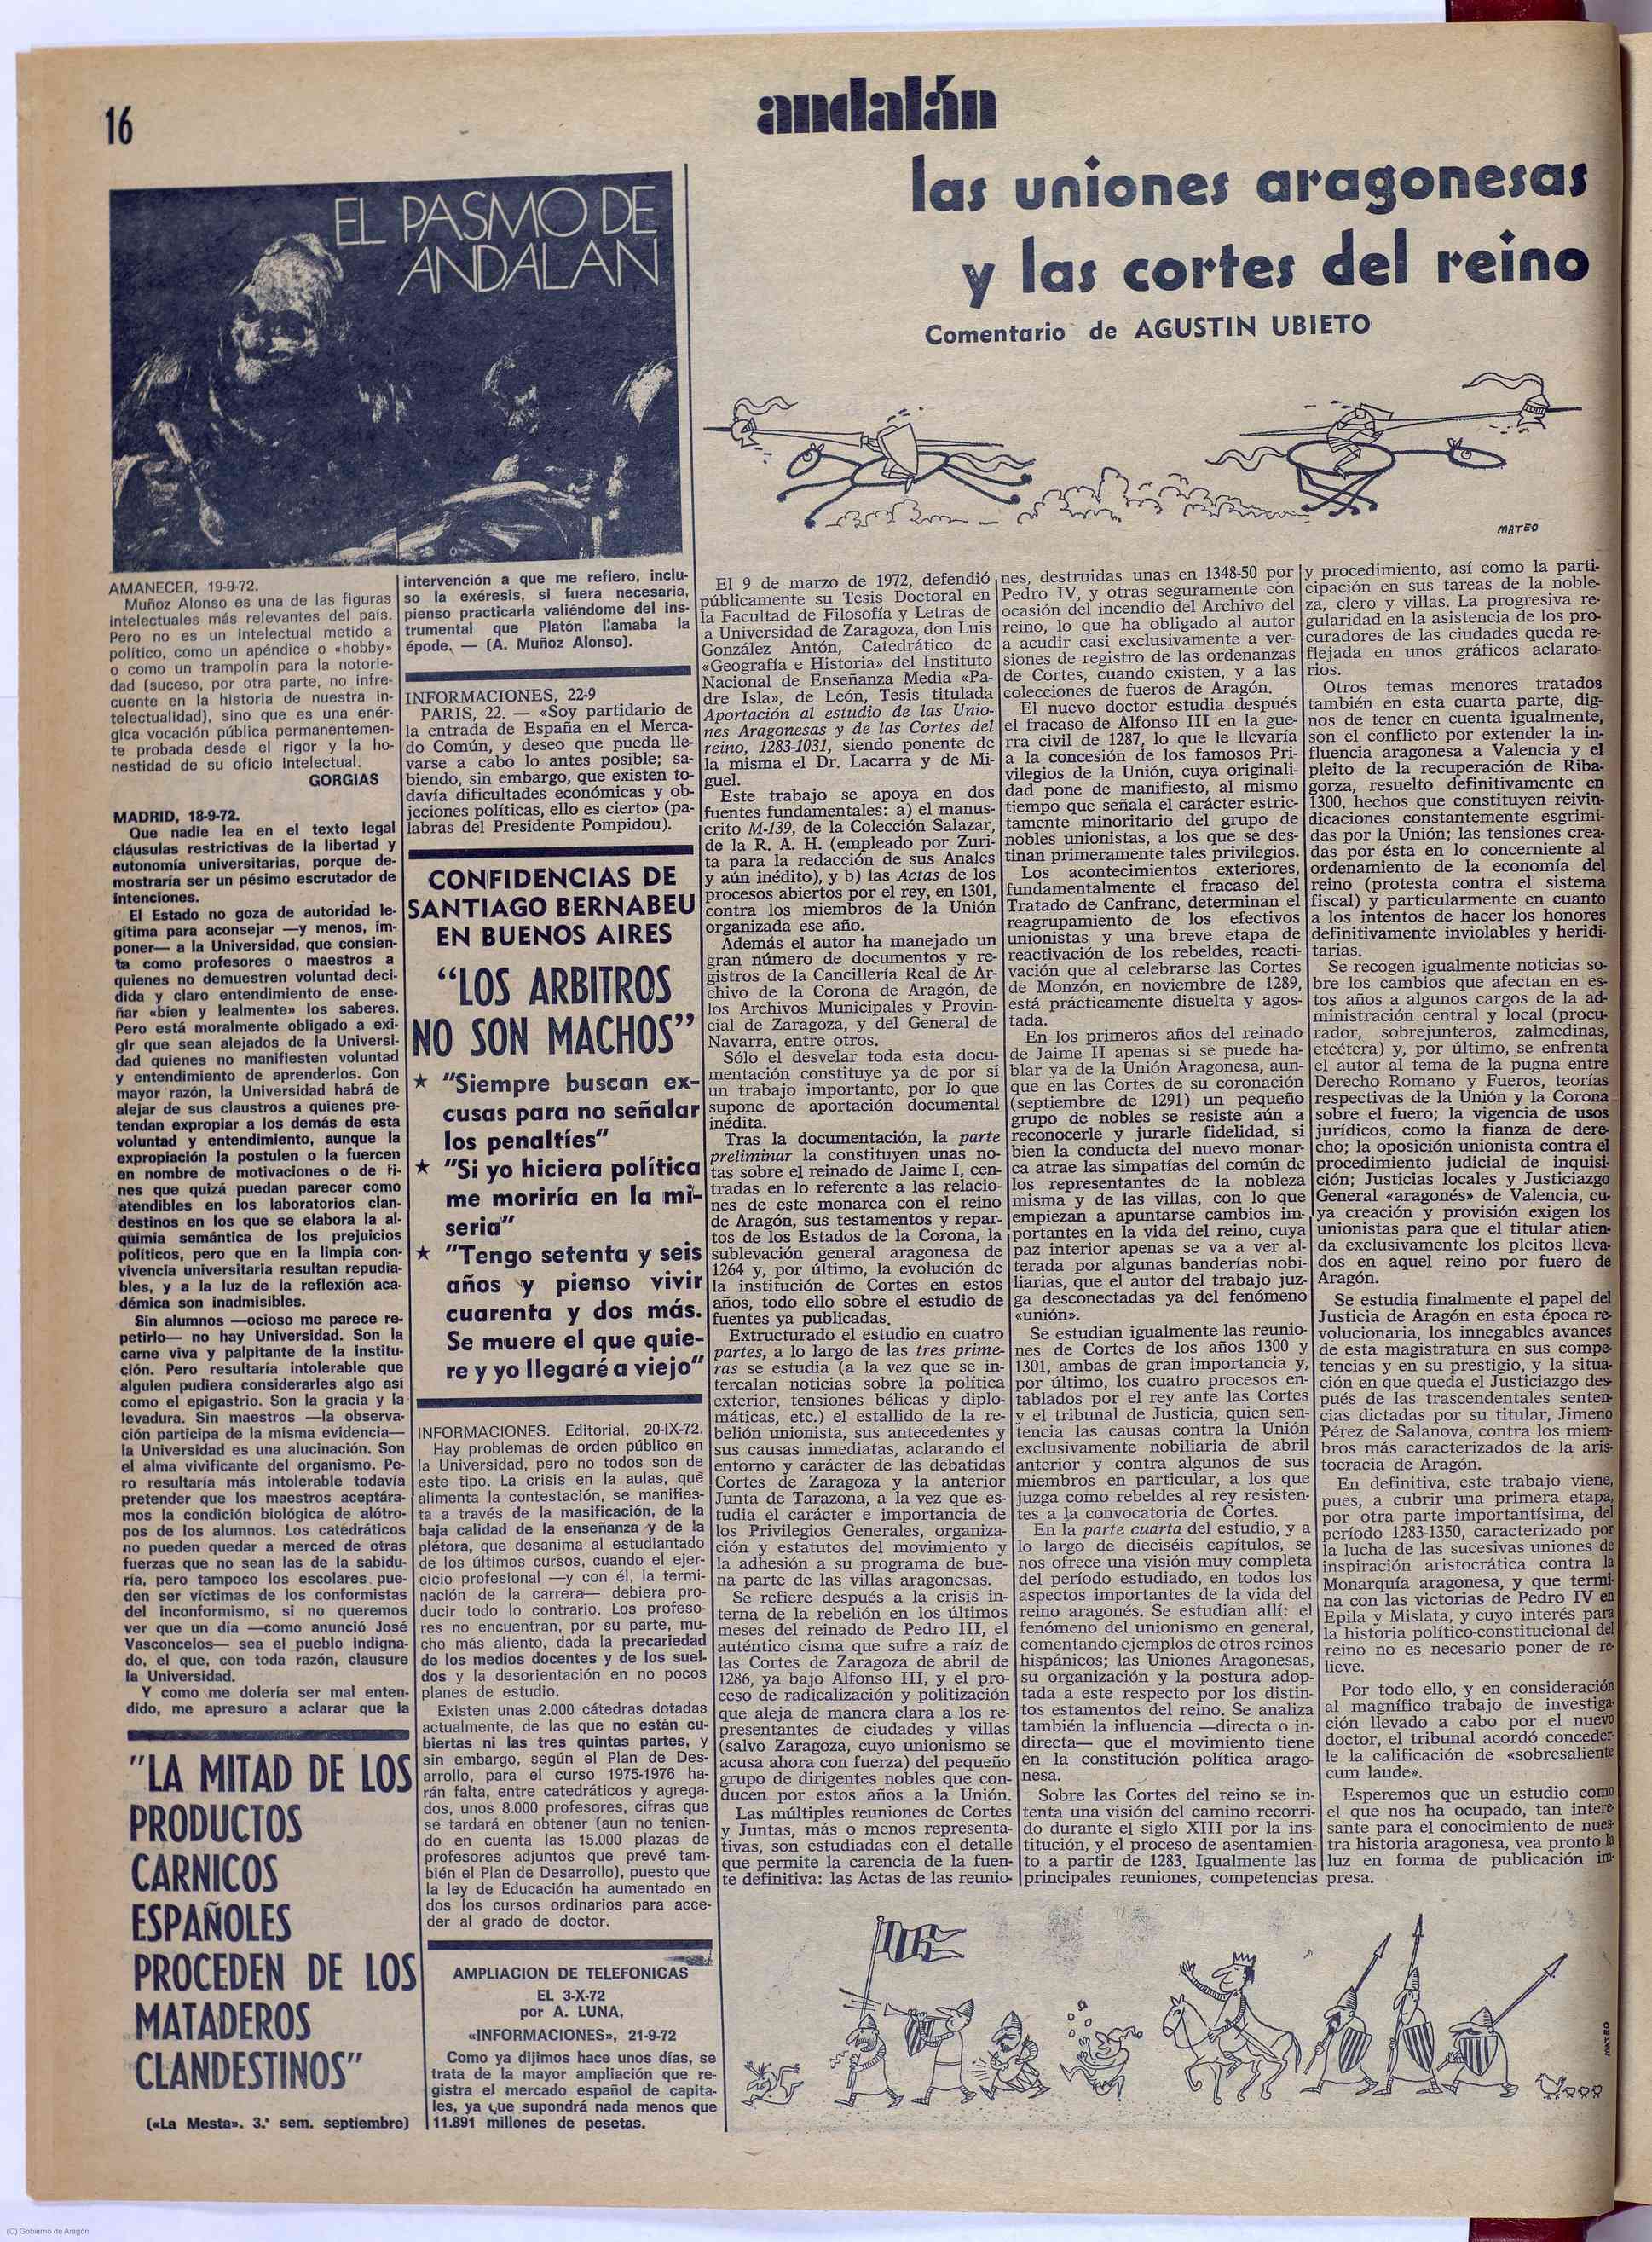 16
andalán
EL PASMO DE
ANDALAN
AMANECER, 19-9-72.
Muñoz Alonso es una de las figuras
intelectuales más relevantes del país.
Pero no es un intelectual metido a
político, como un apéndice o «hobby»
o como un trampolín para la notorie-
dad (suceso, por otra parte, no infre-
cuente en la historia de nuestra in-
telectualidad), sino que es una enér-
gica vocación pública permanentemen-
te probada desde el rigor y la ho-
nestidad de su oficio intelectual.
GORGIAS
MADRID, 18-9-72.
Que nadie lea en el texto legal
cláusulas restrictivas de la libertad y
autonomía universitarias, porque de-
mostraría ser un pésimo escrutador de
intenciones.
El Estado no goza de autoridad le-
gítima para aconsejar —y menos, im-
poner— a la Universidad, que consien-
ta como profesores o maestros a
quienes no demuestren voluntad deci-
dida y claro entendimiento de ense-
ñar «bien y lealmente» los saberes.
Pero está moralmente obligado a exi-
gir que sean alejados de la Universi-
dad quienes no manifiesten voluntad
y entendimiento de aprenderlos. Con
mayor razón, la Universidad habrá de
alejar de sus claustros a quienes pre-
tendan expropiar a los demás de esta
voluntad y entendimiento, aunque la
expropiación la postulen o la fuercen
en nombre de motivaciones o de fi-
nes que quizá puedan parecer como
atendibles en los laboratorios clan-
destinos en los que se elabora la al-
quimia semántica de los prejuicios
políticos, pero que en la limpia con-
vivencia universitaria resultan repudia-
bles, y a la luz de la reflexión aca-
démica son inadmisibles.
Sin alumnos —ocioso me parece re-
petirlo— no hay Universidad. Son la
carne viva y palpitante de la institu-
ción. Pero resultaría intolerable que
alguien pudiera considerarles algo así
como el epigastrio. Son la gracia y la
levadura. Sin maestros —la observa-
ción participa de la misma evidencia—
la Universidad es una alucinación. Son
el alma vivificante del organismo. Pe-
ro resultaría más intolerable todavía
pretender que los maestros aceptára-
mos la condición biológica de alótro-
pos de los alumnos. Los catedráticos
no pueden quedar a merced de otras
fuerzas que no sean las de la sabidu-
ría, pero tampoco los escolares pue-
den ser víctimas de los conformistas
del inconformismo, si no queremos
ver que un día —como anunció José
Vasconcelos— sea el pueblo indigna-
do, el que, con toda razón, clausure
la Universidad.
Y como me dolería ser mal enten-
dido, me apresuro a aclarar que la
"LA MITAD DE LOS
PRODUCTOS
CARNICOS
ESPAÑOLES
PROCEDEN DE LOS
MATADEROS
CLANDESTINOS"
(«La Mesta». 3.ª sem. septiembre)
intervención a que me refiero, inclu-
so la exéresis, si fuera necesaria,
pienso practicarla valiéndome del ins-
trumental que Platón llamaba la
épode. — (A. Muñoz Alonso).
INFORMACIONES, 22-9
PARIS, 22. — «Soy partidario de
la entrada de España en el Merca-
do Común, y deseo que pueda lle-
varse a cabo lo antes posible; sa-
biendo, sin embargo, que existen to-
davía dificultades económicas y ob-
jeciones políticas, ello es cierto» (pa-
labras del Presidente Pompidou).
CONFIDENCIAS DE
SANTIAGO BERNABEU
EN BUENOS AIRES
"LOS ARBITROS
NO SON MACHOS"
★ "Siempre buscan ex-
cusas para no señalar
los penaltíes"
★ "Si yo hiciera política
me moriría en la mi-
seria"
★ "Tengo setenta y seis
años y pienso vivir
cuarenta y dos más.
Se muere el que quie-
re y yo llegaré a viejo"
INFORMACIONES. Editorial, 20-IX-72.
Hay problemas de orden público en
la Universidad, pero no todos son de
este tipo. La crisis en la aulas, que
alimenta la contestación, se manifies-
ta a través de la masificación, de la
baja calidad de la enseñanza y de la
plétora, que desanima al estudiantado
de los últimos cursos, cuando el ejer-
cicio profesional —y con él, la termi-
nación de la carrera— debiera pro-
ducir todo lo contrario. Los profeso-
res no encuentran, por su parte, mu-
cho más aliento, dada la precariedad
de los medios docentes y de los suel-
dos y la desorientación en no pocos
planes de estudio.
Existen unas 2.000 cátedras dotadas
actualmente, de las que no están cu-
biertas ni las tres quintas partes, y
sin embargo, según el Plan de Des-
arrollo, para el curso 1975-1976 ha-
rán falta, entre catedráticos y agrega-
dos, unos 8.000 profesores, cifras que
se tardará en obtener (aun no tenien-
do en cuenta las 15.000 plazas de
profesores adjuntos que prevé tam-
bién el Plan de Desarrollo), puesto que
la ley de Educación ha aumentado en
dos los cursos ordinarios para acce-
der al grado de doctor.
AMPLIACION DE TELEFONICAS
EL 3-X-72
por A. LUNA,
«INFORMACIONES», 21-9-72
Como ya dijimos hace unos días, se
trata de la mayor ampliación que re-
gistra el mercado español de capita-
les, ya que supondrá nada menos que
11.891 millones de pesetas.
las uniones aragonesas
y las cortes del reino
Comentario de AGUSTIN UBIETO
MATEO
El 9 de marzo de 1972, defendió
públicamente su Tesis Doctoral en
la Facultad de Filosofía y Letras de
a Universidad de Zaragoza, don Luis
González Antón, Catedrático de
«Geografía e Historia» del Instituto
Nacional de Enseñanza Media «Pa-
dre Isla», de León, Tesis titulada
Aportación al estudio de las Unio-
nes Aragonesas y de las Cortes del
reino, 1283-1031, siendo ponente de
la misma el Dr. Lacarra y de Mi-
guel.
Este trabajo se apoya en dos
fuentes fundamentales: a) el manus-
crito M-139, de la Colección Salazar,
de la R. A. H. (empleado por Zuri-
ta para la redacción de sus Anales
y aún inédito), y b) las Actas de los
procesos abiertos por el rey, en 1301,
contra los miembros de la Unión
organizada ese año.
Además el autor ha manejado un
gran número de documentos y re-
gistros de la Cancillería Real de Ar-
chivo de la Corona de Aragón, de
los Archivos Municipales y Provin-
cial de Zaragoza, y del General de
Navarra, entre otros.
Sólo el desvelar toda esta docu-
mentación constituye ya de por sí
un trabajo importante, por lo que
supone de aportación documental
inédita.
Tras la documentación, la parte
preliminar la constituyen unas no-
tas sobre el reinado de Jaime I, cen-
tradas en lo referente a las relacio-
nes de este monarca con el reino
de Aragón, sus testamentos y repar-
tos de los Estados de la Corona, la
sublevación general aragonesa de
1264 y, por último, la evolución de
la institución de Cortes en estos
años, todo ello sobre el estudio de
fuentes ya publicadas.
Extructurado el estudio en cuatro
partes, a lo largo de las tres prime-
ras se estudia (a la vez que se in-
tercalan noticias sobre la política
exterior, tensiones bélicas y diplo-
máticas, etc.) el estallido de la re-
belión unionista, sus antecedentes y
sus causas inmediatas, aclarando el
entorno y carácter de las debatidas
Cortes de Zaragoza y la anterior
Junta de Tarazona, a la vez que es-
tudia el carácter e importancia de
los Privilegios Generales, organiza-
ción y estatutos del movimiento y
la adhesión a su programa de bue-
na parte de las villas aragonesas.
Se refiere después a la crisis in-
terna de la rebelión en los últimos
meses del reinado de Pedro III, el
auténtico cisma que sufre a raíz de
las Cortes de Zaragoza de abril de
1286, ya bajo Alfonso III, y el pro-
ceso de radicalización y politización
que aleja de manera clara a los re-
presentantes de ciudades y villas
(salvo Zaragoza, cuyo unionismo se
acusa ahora con fuerza) del pequeño
grupo de dirigentes nobles que con-
ducen por estos años a la Unión.
Las múltiples reuniones de Cortes
y Juntas, más o menos representa-
tivas, son estudiadas con el detalle
que permite la carencia de la fuen-
te definitiva: las Actas de las reunio-
nes, destruidas unas en 1348-50 por
Pedro IV, y otras seguramente con
ocasión del incendio del Archivo del
reino, lo que ha obligado al autor
a acudir casi exclusivamente a ver-
siones de registro de las ordenanzas
de Cortes, cuando existen, y a las
colecciones de fueros de Aragón.
El nuevo doctor estudia después
el fracaso de Alfonso III en la gue-
rra civil de 1287, lo que le llevaría
a la concesión de los famosos Pri-
vilegios de la Unión, cuya originali-
dad pone de manifiesto, al mismo
tiempo que señala el carácter estric-
tamente minoritario del grupo de
nobles unionistas, a los que se des-
tinan primeramente tales privilegios.
Los acontecimientos exteriores,
fundamentalmente el fracaso del
Tratado de Canfranc, determinan el
reagrupamiento de los efectivos
unionistas y una breve etapa de
reactivación de los rebeldes, reacti-
vación que al celebrarse las Cortes
de Monzón, en noviembre de 1289,
está prácticamente disuelta y agos-
tada.
En los primeros años del reinado
de Jaime II apenas si se puede ha-
blar ya de la Unión Aragonesa, aun-
que en las Cortes de su coronación
(septiembre de 1291) un pequeño
grupo de nobles se resiste aún a
reconocerle y jurarle fidelidad, si
bien la conducta del nuevo monar-
ca atrae las simpatías del común de
los representantes de la nobleza
misma y de las villas, con lo que
empiezan a apuntarse cambios im-
portantes en la vida del reino, cuya
paz interior apenas se va a ver al-
terada por algunas banderías nobi-
liarias, que el autor del trabajo juz-
ga desconectadas ya del fenómeno
«unión».
Se estudian igualmente las reunio-
nes de Cortes de los años 1300 y
1301, ambas de gran importancia y,
por último, los cuatro procesos en-
tablados por el rey ante las Cortes
y el tribunal de Justicia, quien sen-
tencia las causas contra la Unión
exclusivamente nobiliaria de abril
anterior y contra algunos de sus
miembros en particular, a los que
juzga como rebeldes al rey resisten-
tes a la convocatoria de Cortes.
En la parte cuarta del estudio, y a
lo largo de dieciséis capítulos, se
nos ofrece una visión muy completa
del período estudiado, en todos los
aspectos importantes de la vida del
reino aragonés. Se estudian allí: el
fenómeno del unionismo en general,
comentando ejemplos de otros reinos
hispánicos; las Uniones Aragonesas,
su organización y la postura adop-
tada a este respecto por los distin-
tos estamentos del reino. Se analiza
también la influencia —directa o in-
directa— que el movimiento tiene
en la constitución política arago-
nesa.
Sobre las Cortes del reino se in-
tenta una visión del camino recorri-
do durante el siglo XIII por la ins-
titución, y el proceso de asentamien-
to a partir de 1283. Igualmente las
principales reuniones, competencias
y procedimiento, así como la parti-
cipación en sus tareas de la noble-
za, clero y villas. La progresiva re-
gularidad en la asistencia de los pro-
curadores de las ciudades queda re-
flejada en unos gráficos aclarato-
rios.
Otros temas menores tratados
también en esta cuarta parte, dig-
nos de tener en cuenta igualmente,
son el conflicto por extender la in-
fluencia aragonesa a Valencia y el
pleito de la recuperación de Riba-
gorza, resuelto definitivamente en
1300, hechos que constituyen reivin-
dicaciones constantemente esgrimi-
das por la Unión; las tensiones crea-
das por ésta en lo concerniente al
ordenamiento de la economía del
reino (protesta contra el sistema
fiscal) y particularmente en cuanto
a los intentos de hacer los honores
definitivamente inviolables y heridi-
tarias.
Se recogen igualmente noticias so-
bre los cambios que afectan en es-
tos años a algunos cargos de la ad-
ministración central y local (procu-
rador, sobrejunteros, zalmedinas,
etcétera) y, por último, se enfrenta
el autor al tema de la pugna entre
Derecho Romano y Fueros, teorías
respectivas de la Unión y la Corona
sobre el fuero; la vigencia de usos
jurídicos, como la fianza de dere-
cho; la oposición unionista contra el
procedimiento judicial de inquisi-
ción; Justicias locales y Justiciazgo
General «aragonés» de Valencia, cu-
ya creación y provisión exigen los
unionistas para que el titular atien-
da exclusivamente los pleitos lleva-
dos en aquel reino por fuero de
Aragón.
Se estudia finalmente el papel del
Justicia de Aragón en esta época re-
volucionaria, los innegables avances
de esta magistratura en sus compe-
tencias y en su prestigio, y la situa-
ción en que queda el Justiciazgo des-
pués de las trascendentales senten-
cias dictadas por su titular, Jimeno
Pérez de Salanova, contra los miem-
bros más caracterizados de la aris-
tocracia de Aragón.
En definitiva, este trabajo viene,
pues, a cubrir una primera etapa,
por otra parte importantísima, del
período 1283-1350, caracterizado por
la lucha de las sucesivas uniones de
inspiración aristocrática contra la
Monarquía aragonesa, y que termi-
na con las victorias de Pedro IV en
Epila y Mislata, y cuyo interés para
la historia político-constitucional del
reino no es necesario poner de re-
lieve.
Por todo ello, y en consideración
al magnífico trabajo de investiga-
ción llevado a cabo por el nuevo
doctor, el tribunal acordó conceder-
le la calificación de «sobresaliente
cum laude».
Esperemos que un estudio como
el que nos ha ocupado, tan intere-
sante para el conocimiento de nues-
tra historia aragonesa, vea pronto la
luz en forma de publicación im-
presa.
MATEO
(C) Gobierno de Aragón